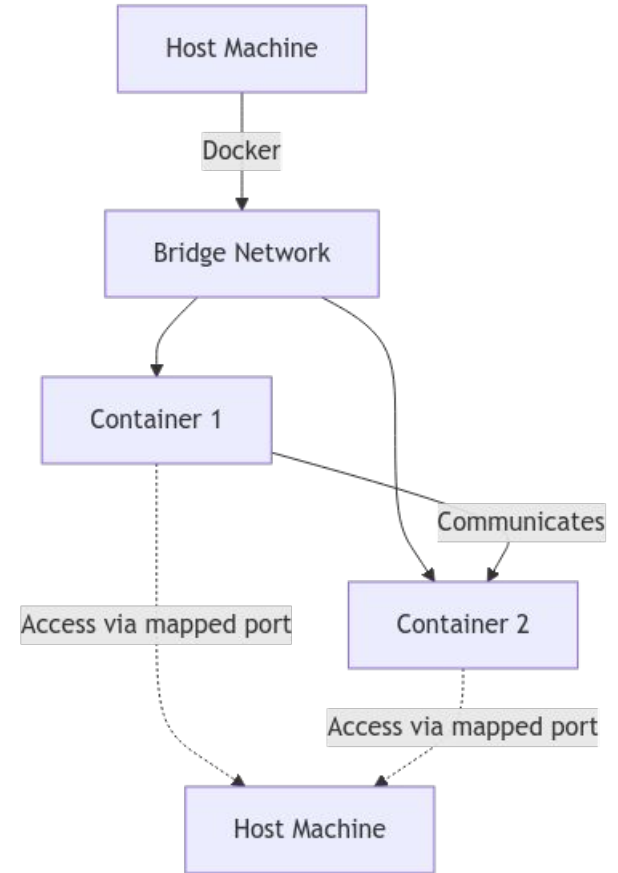 Host Machine
Docker
Bridge Network
Container 1
Communicates
Access via mapped port
Container 2
Access via mapped port
Host Machine